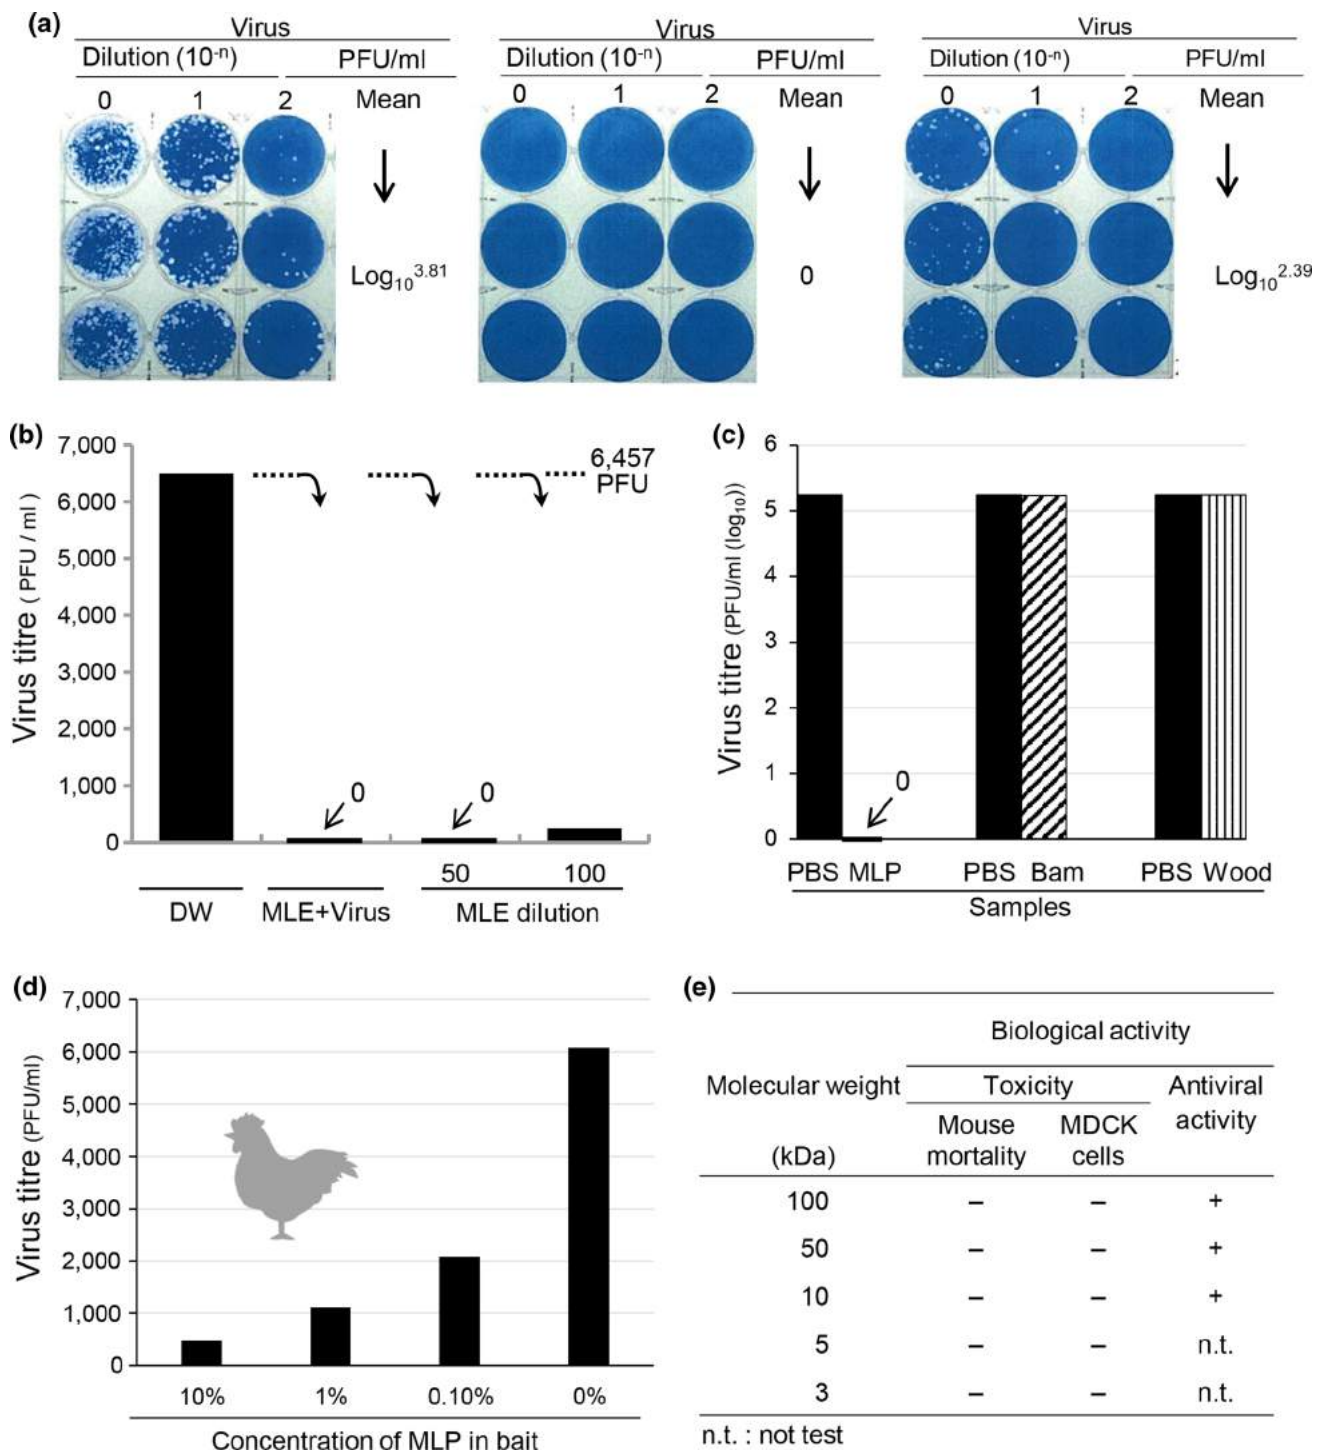 (a)
Virus
Dilution (10⁻ⁿ) PFU/ml
0 1 2 Mean
Log₁₀³·⁸¹
Virus
Dilution (10⁻ⁿ) PFU/ml
0 1 2 Mean
0
Virus
Dilution (10⁻ⁿ) PFU/ml
0 1 2 Mean
Log₁₀²·³⁹
(b)
Virus titre (PFU / ml)
7,000
6,000
5,000
4,000
3,000
2,000
1,000
0
6,457
PFU
0 0
50 100
DW MLE+Virus MLE dilution
(c)
Virus titre (PFU/ml (log₁₀))
6
5
4
3
2
1
0
0
PBS MLP PBS Bam PBS Wood
Samples
(d)
Virus titre (PFU/ml)
7,000
6,000
5,000
4,000
3,000
2,000
1,000
0
10% 1% 0.10% 0%
Concentration of MLP in bait
(e)
Biological activity
Molecular weight Toxicity Antiviral
activity
Mouse MDCK
(kDa) mortality cells
100 – – +
50 – – +
10 – – +
5 – – n.t.
3 – – n.t.
n.t. : not test